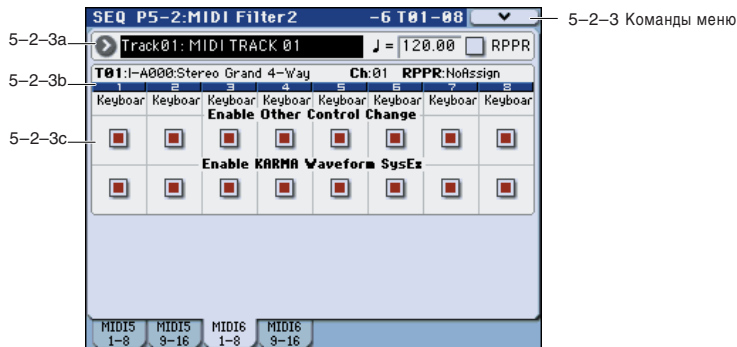 SEQ P5-2:MIDI Filter2 -6 T01-08
5–2–3 Команды меню
5–2–3a
Track01: MIDI TRACK 01 ♩= 120.00 RPPR
T01:I-A000:Stereo Grand 4-Way Ch:01 RPPR:NoAssign
5–2–3b
1 2 3 4 5 6 7 8
Keyboar Keyboar Keyboar Keyboar Keyboar Keyboar Keyboar Keyboar
Enable Other Control Change
5–2–3c
Enable KARMA Waveform SysEx
MIDI5 1-8 MIDI5 9-16 MIDI6 1-8 MIDI6 9-16